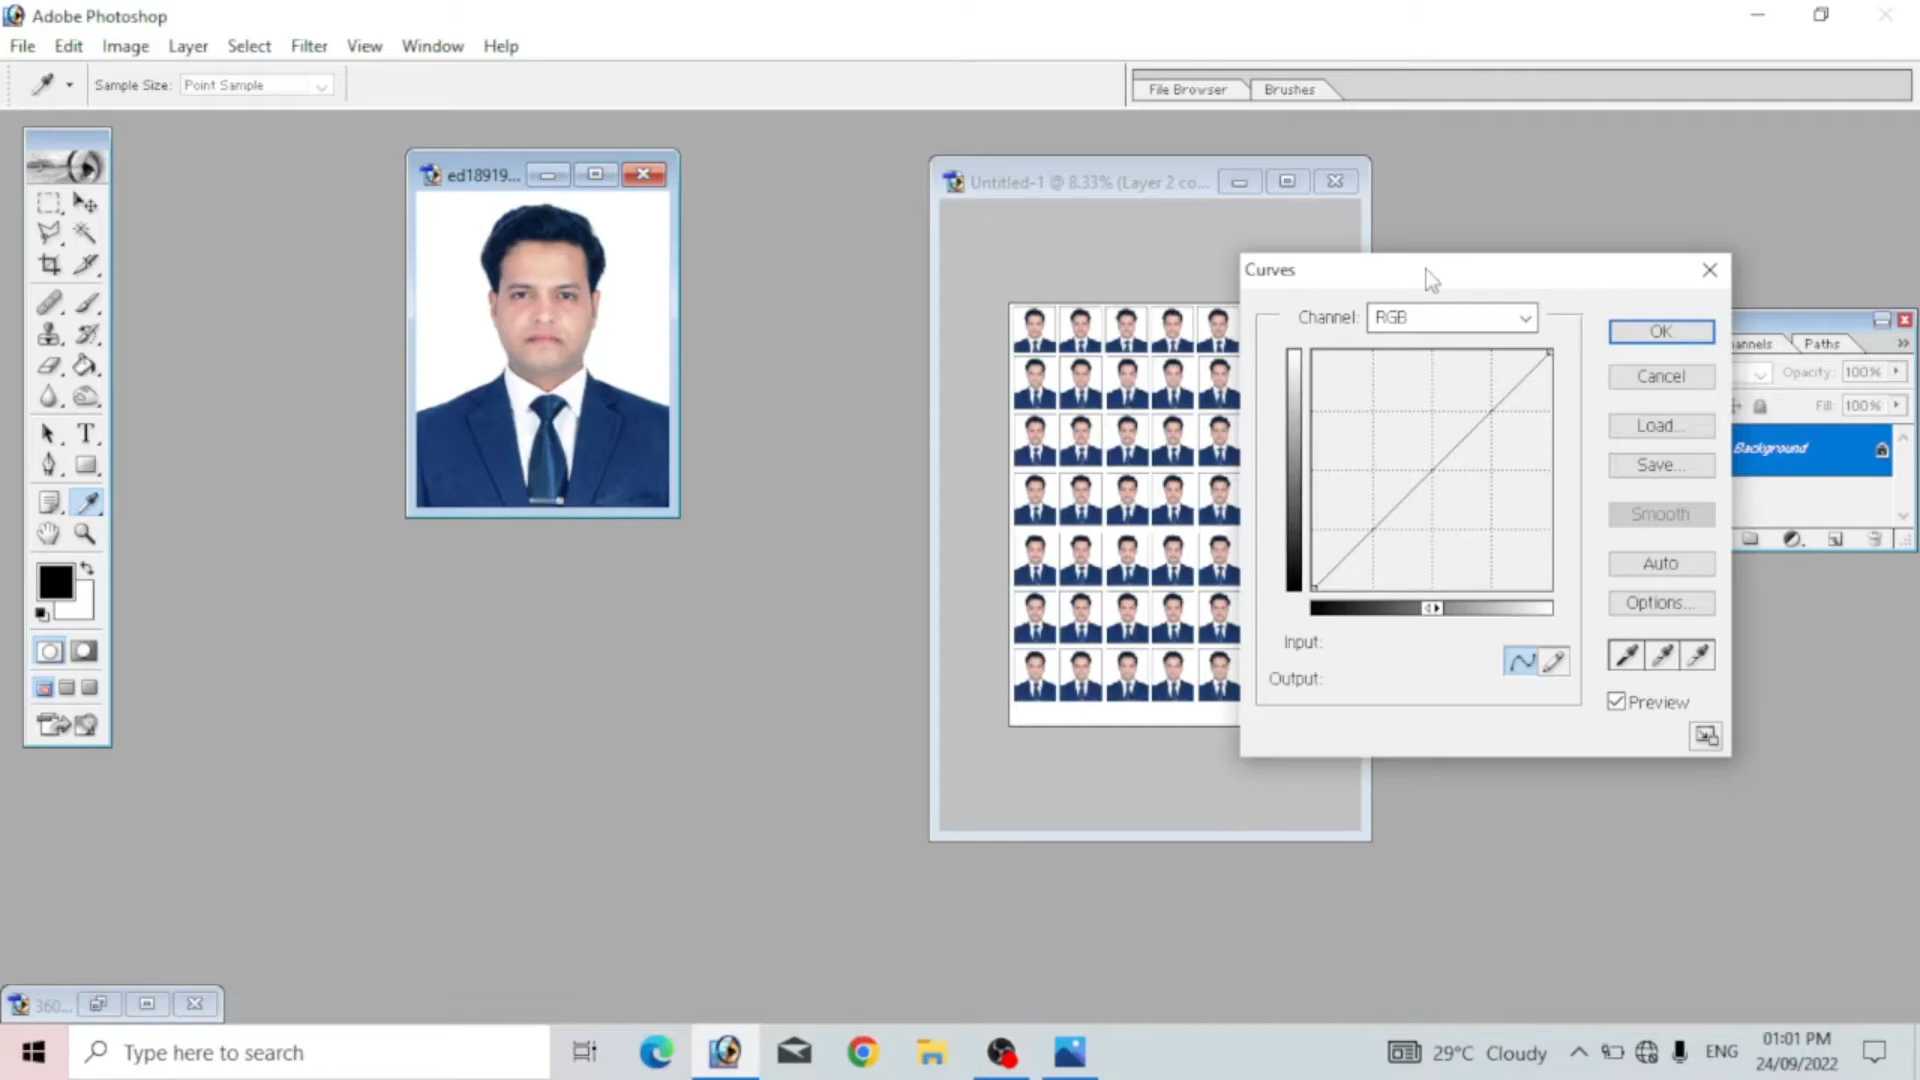 Adobe Photoshop
File Edit Image Layer Select Filter View Window Help
Sample Size: Point Sample
File Browser Brushes
ed18919...
Untitled-1 @ 8.33% (Layer 2 co...
Curves
Channel: RGB
OK
Cancel
Load...
Save...
Smooth
Auto
Options...
Input:
Output:
Preview
annels Paths
Opacity: 100%
Fill: 100%
Background
T
360...
Type here to search
29°C Cloudy
ENG
01:01 PM
24/09/2022